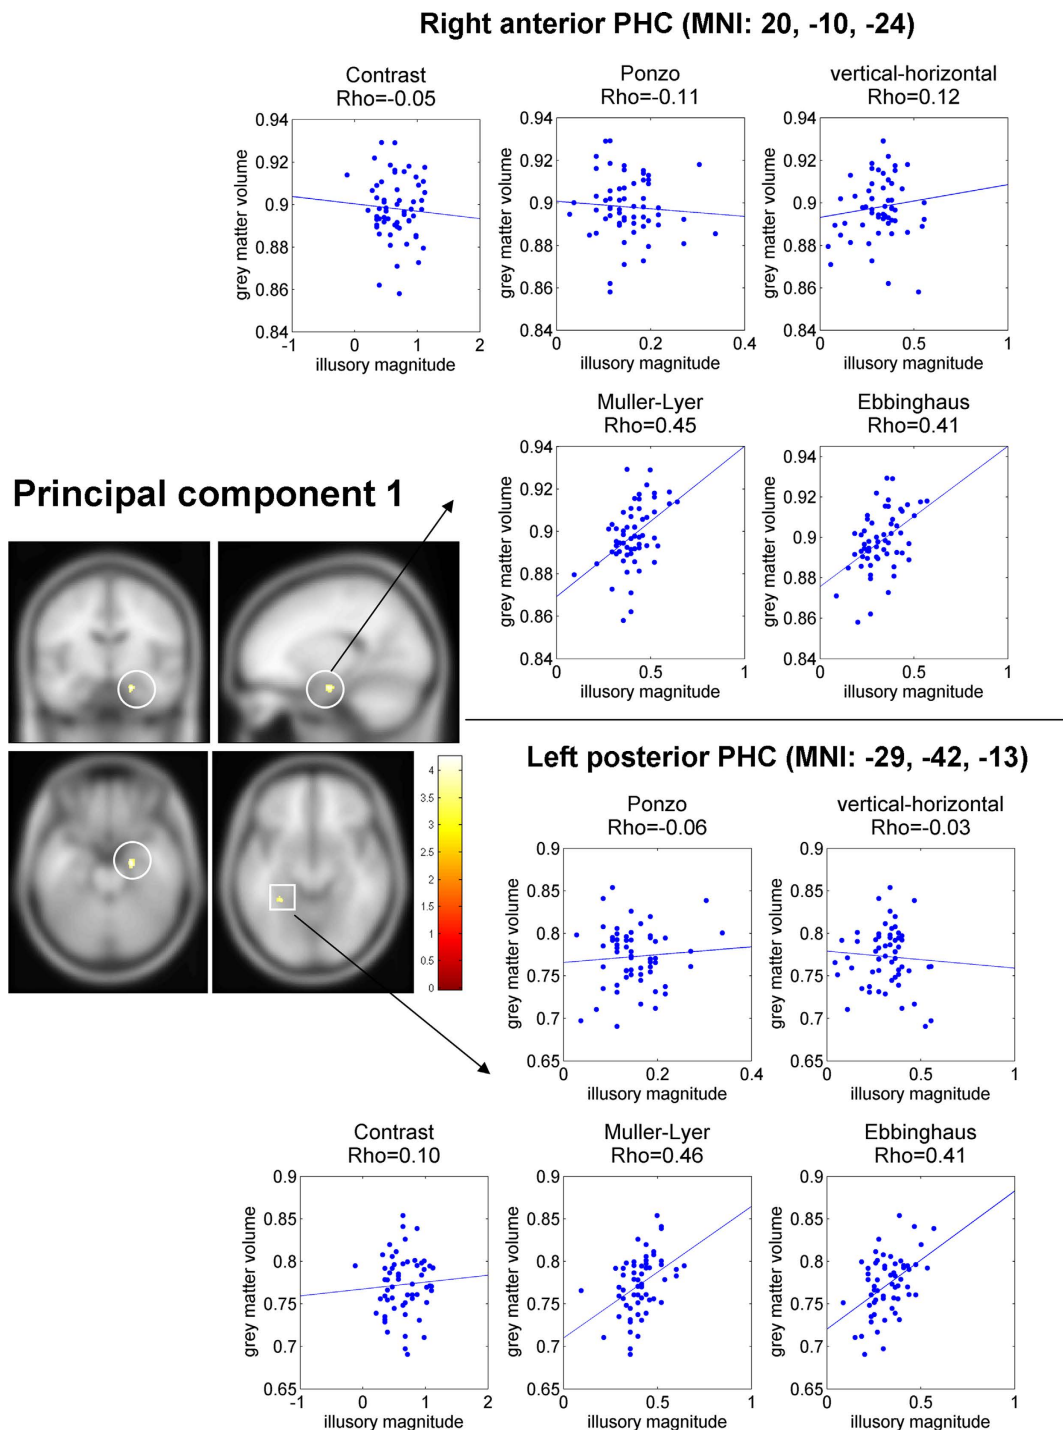 Right anterior PHC (MNI: 20, -10, -24)
Contrast
Rho=-0.05
0.94
0.92
0.9
0.88
0.86
0.84
-1
0
1
2
grey matter volume
illusory magnitude
Ponzo
Rho=-0.11
0.94
0.92
0.9
0.88
0.86
0.84
0
0.2
0.4
grey matter volume
illusory magnitude
vertical-horizontal
Rho=0.12
0.94
0.92
0.9
0.88
0.86
0.84
0
0.5
1
grey matter volume
illusory magnitude
Muller-Lyer
Rho=0.45
0.94
0.92
0.9
0.88
0.86
0.84
0
0.5
1
grey matter volume
illusory magnitude
Ebbinghaus
Rho=0.41
0.94
0.92
0.9
0.88
0.86
0.84
0
0.5
1
grey matter volume
illusory magnitude
Principal component 1
4
3.5
3
2.5
2
1.5
1
0.5
0
Left posterior PHC (MNI: -29, -42, -13)
Ponzo
Rho=-0.06
0.9
0.85
0.8
0.75
0.7
0.65
0
0.2
0.4
grey matter volume
illusory magnitude
vertical-horizontal
Rho=-0.03
0.9
0.85
0.8
0.75
0.7
0.65
0
0.5
1
grey matter volume
illusory magnitude
Contrast
Rho=0.10
0.9
0.85
0.8
0.75
0.7
0.65
-1
0
1
2
grey matter volume
illusory magnitude
Muller-Lyer
Rho=0.46
0.9
0.85
0.8
0.75
0.7
0.65
0
0.5
1
grey matter volume
illusory magnitude
Ebbinghaus
Rho=0.41
0.9
0.85
0.8
0.75
0.7
0.65
0
0.5
1
grey matter volume
illusory magnitude